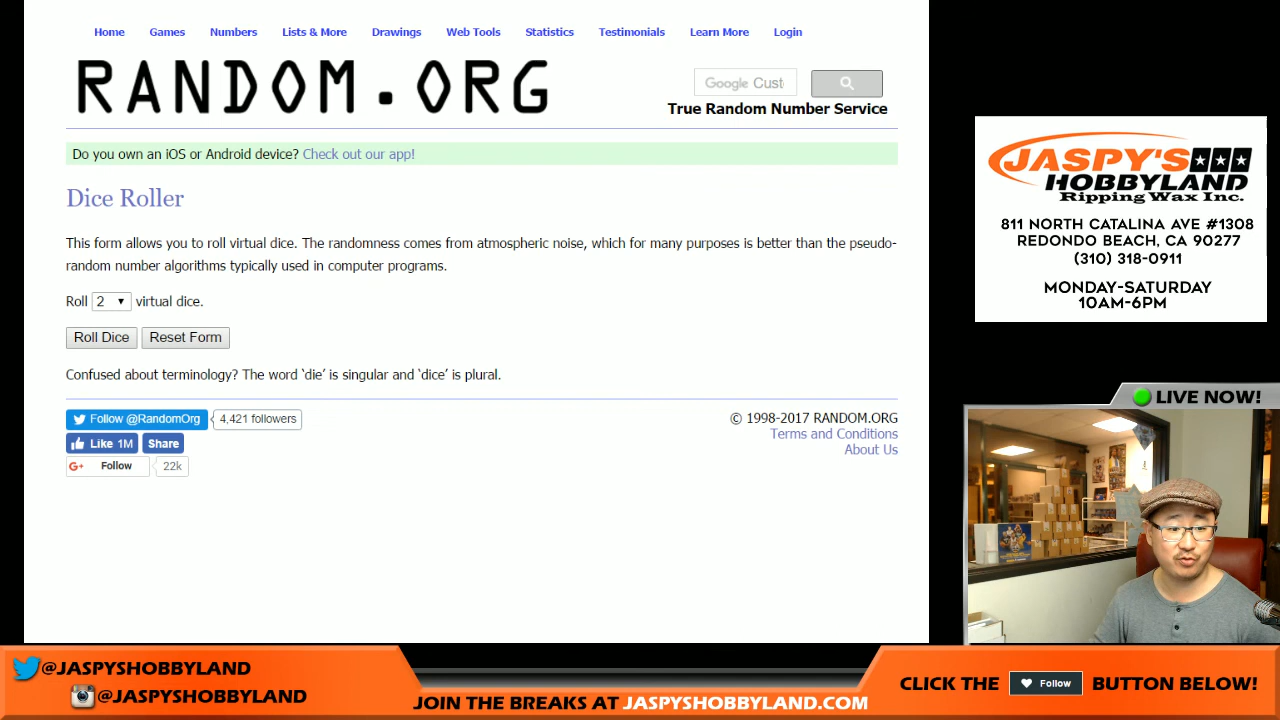 Home Games Numbers Lists & More Drawings Web Tools Statistics Testimonials Learn More Login
RANDOM.ORG
Google Cust
True Random Number Service
Do you own an iOS or Android device? Check out our app!
Dice Roller
This form allows you to roll virtual dice. The randomness comes from atmospheric noise, which for many purposes is better than the pseudo-
random number algorithms typically used in computer programs.
Roll 2 virtual dice.
Roll Dice Reset Form
Confused about terminology? The word ‘die’ is singular and ‘dice’ is plural.
Follow @RandomOrg 4,421 followers
Like 1M Share
G+ Follow 22k
© 1998-2017 RANDOM.ORG
Terms and Conditions
About Us
JASPY'S
HOBBYLAND
Ripping Wax Inc.
811 NORTH CATALINA AVE #1308
REDONDO BEACH, CA 90277
(310) 318-0911
MONDAY-SATURDAY
10AM-6PM
LIVE NOW!
@JASPYSHOBBYLAND
@JASPYSHOBBYLAND
JOIN THE BREAKS AT JASPYSHOBBYLAND.COM
CLICK THE Follow BUTTON BELOW!